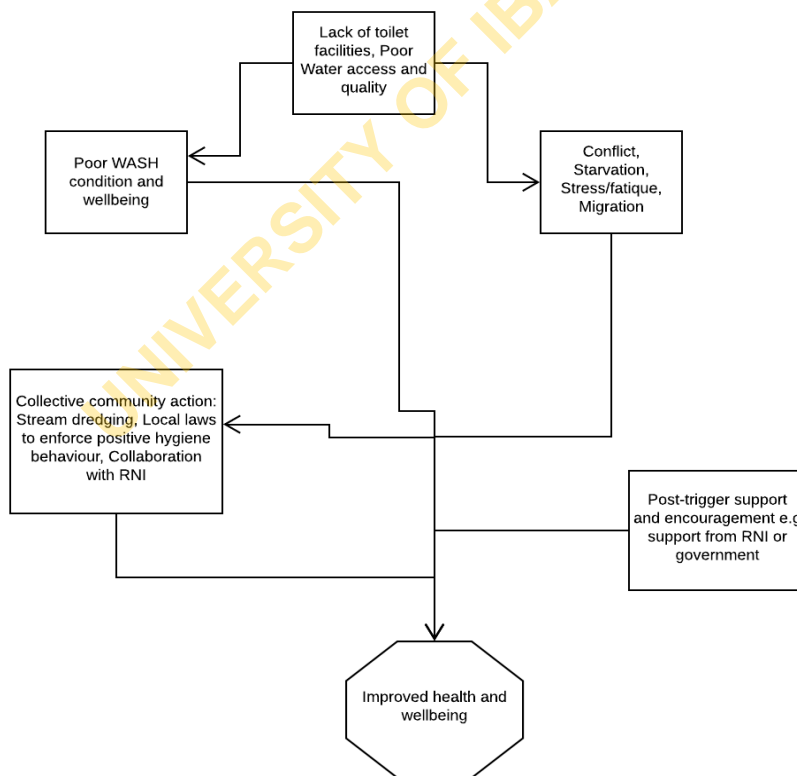 Lack of toilet
facilities, Poor
Water access and
quality
Poor WASH
condition and
wellbeing
Conflict,
Starvation,
Stress/fatique,
Migration
Collective community action:
Stream dredging, Local laws
to enforce positive hygiene
behaviour, Collaboration
with RNI
Post-trigger support
and encouragement e.g
support from RNI or
government
Improved health and
wellbeing
UNIVERSITY OF IBA